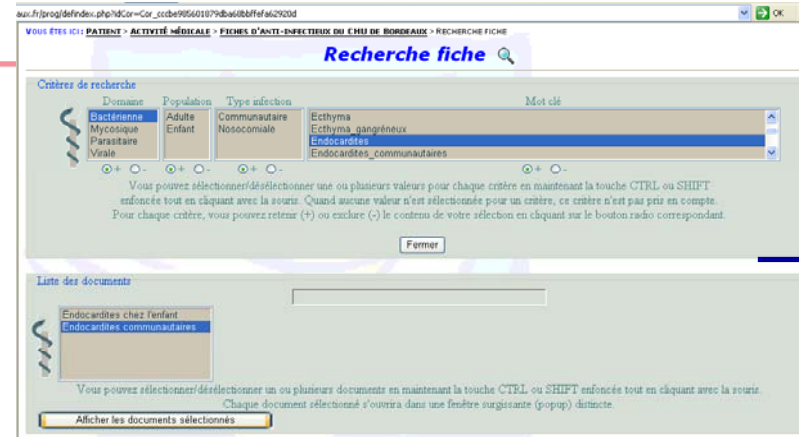 aux.fr/prog/defindex.php?idCor=Cor_cccbe985601879dba68bbffefa62920d
OK
VOUS ÊTES ICI : PATIENT > ACTIVITÉ MÉDICALE > FICHES D'ANTI-INFECTIEUX DU CHU DE BORDEAUX > RECHERCHE FICHE
Recherche fiche
Critères de recherche
Domaine Population Type infection Mot clé
Bactérienne Adulte Communautaire Ecthyma
Mycosique Enfant Nosocomiale Ecthyma_gangréneux
Parasitaire Endocardites
Virale Endocardites_communautaires
+ - + - + - + -
Vous pouvez sélectionner/désélectionner une ou plusieurs valeurs pour chaque critère en maintenant la touche CTRL ou SHIFT
enfoncée tout en cliquant avec la souris. Quand aucune valeur n'est sélectionnée pour un critère, ce critère n'est pas pris en compte.
Pour chaque critère, vous pouvez retenir (+) ou exclure (-) le contenu de votre sélection en cliquant sur le bouton radio correspondant.
Fermer
Liste des documents
Endocardites chez l'enfant
Endocardites communautaires
Vous pouvez sélectionner/désélectionner un ou plusieurs documents en maintenant la touche CTRL ou SHIFT enfoncée tout en cliquant avec la souris.
Chaque document sélectionné s'ouvrira dans une fenêtre surgissante (popup) distincte.
Afficher les documents sélectionnés